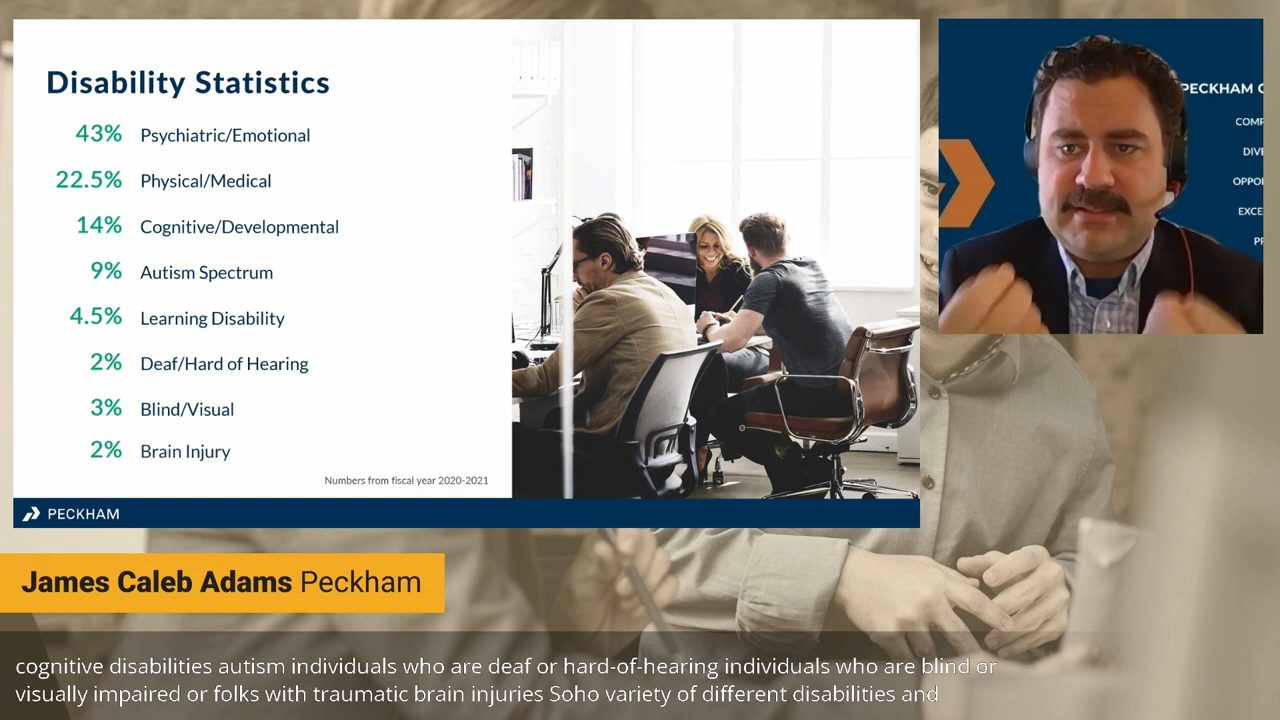 Disability Statistics
43% Psychiatric/Emotional
22.5% Physical/Medical
14% Cognitive/Developmental
9% Autism Spectrum
4.5% Learning Disability
2% Deaf/Hard of Hearing
3% Blind/Visual
2% Brain Injury
Numbers from fiscal year 2020-2021
PECKHAM
PECKHAM
James Caleb Adams Peckham
cognitive disabilities autism individuals who are deaf or hard-of-hearing individuals who are blind or
visually impaired or folks with traumatic brain injuries Soho variety of different disabilities and